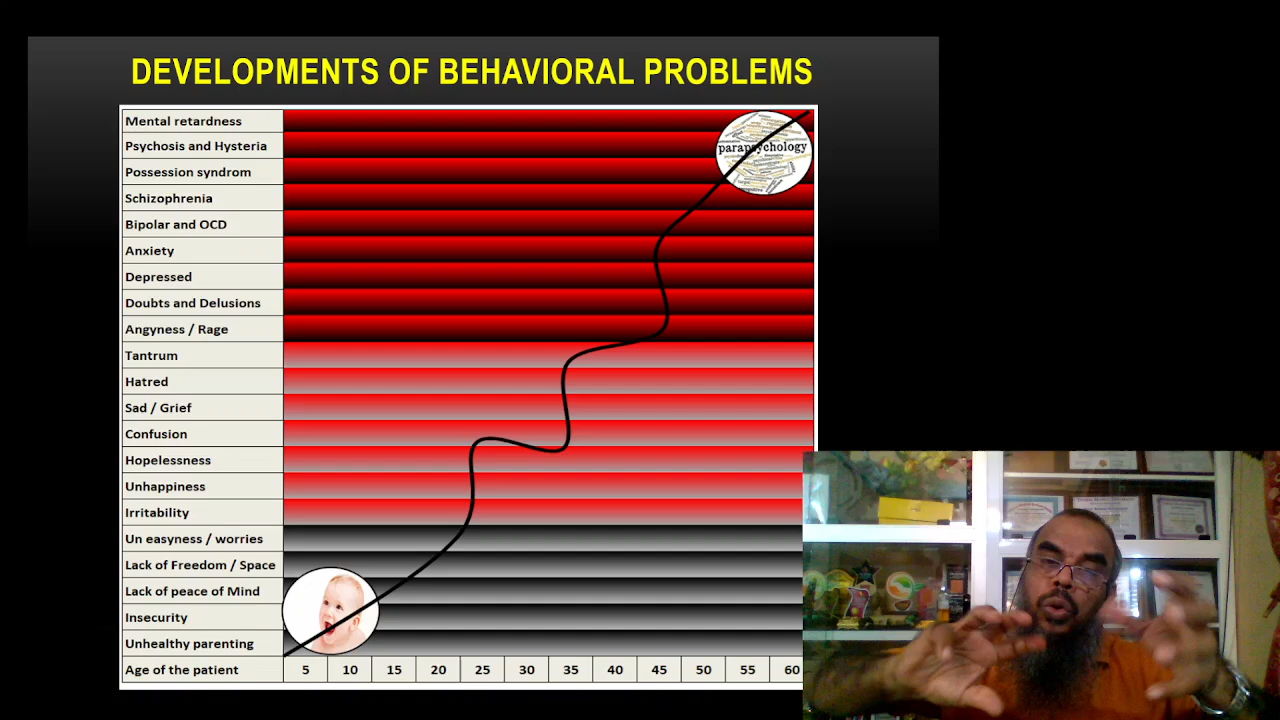 DEVELOPMENTS OF BEHAVIORAL PROBLEMS
Mental retardness
Psychosis and Hysteria
Possession syndrom
Schizophrenia
Bipolar and OCD
Anxiety
Depressed
Doubts and Delusions
Angyness / Rage
Tantrum
Hatred
Sad / Grief
Confusion
Hopelessness
Unhappiness
Irritability
Un easyness / worries
Lack of Freedom / Space
Lack of peace of Mind
Insecurity
Unhealthy parenting
Age of the patient 5 10 15 20 25 30 35 40 45 50 55 60
parapsychology